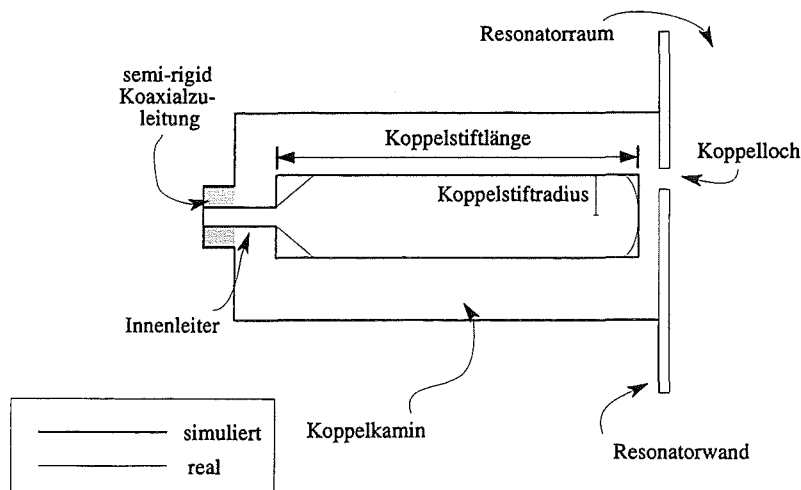 Resonatorraum
semi-rigid
Koaxialzu-
leitung
Koppelstiftlänge
Koppelloch
Koppelstiftradius
Innenleiter
Koppelkamin
Resonatorwand
simuliert
real